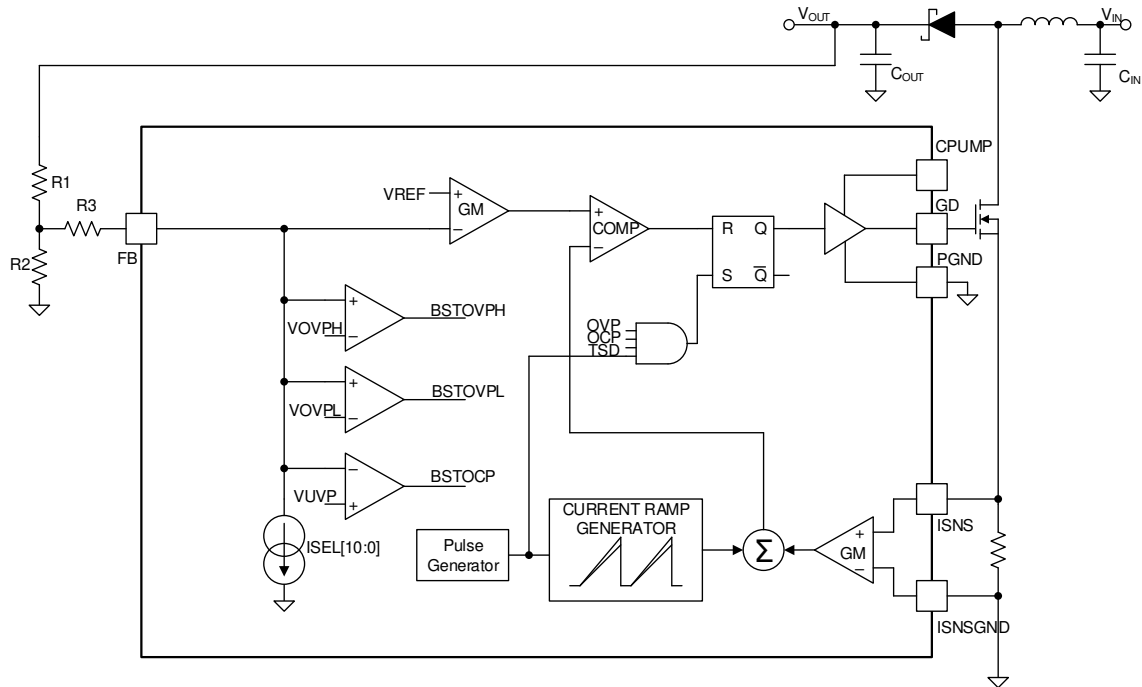 VOUT
VIN
COUT
CIN
CPUMP
R1
VREF
+
GM
−
+
COMP
−
R Q
S Q̅
GD
R3
FB
R2
PGND
+
VOVPH
−
BSTOVPH
OVP
OCP
TSD
+
VOVPL
−
BSTOVPL
−
VUVP
+
BSTOCP
ISEL[10:0]
Pulse
Generator
CURRENT RAMP
GENERATOR
Σ
+
GM
−
ISNS
ISNSGND